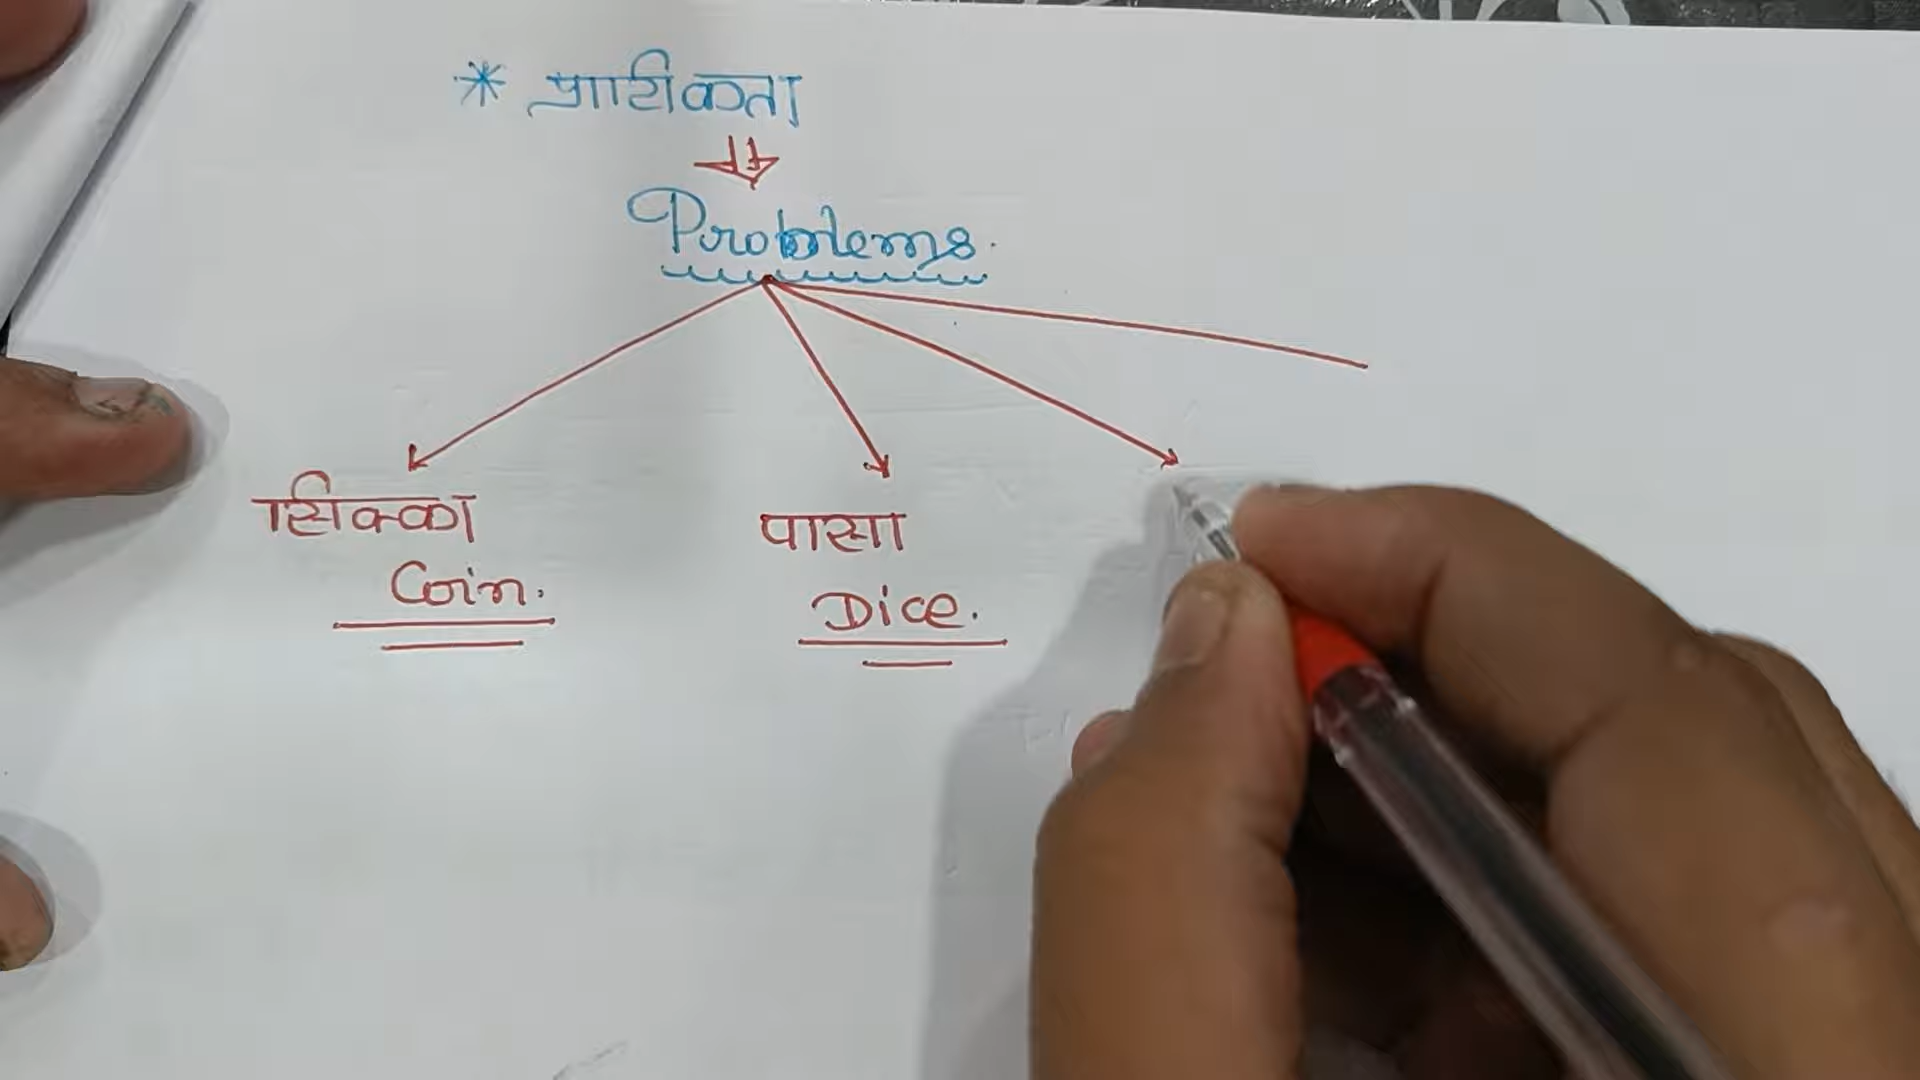 * प्रायिकता
Problems.
सिक्का
Coin.
पासा
Dice.